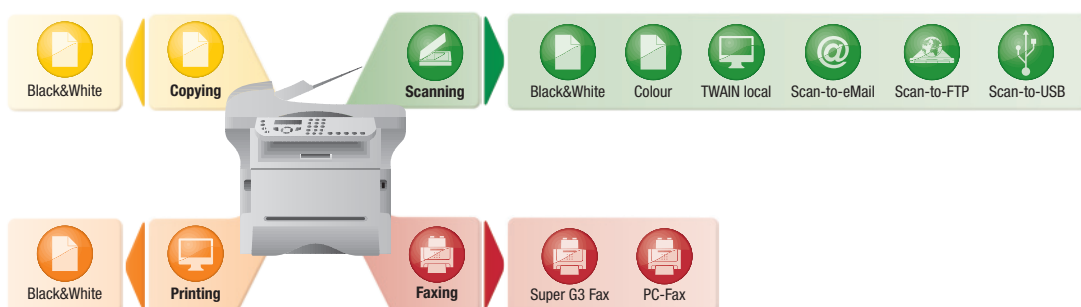 Black&White
Copying
Scanning
Black&White
Colour
TWAIN local
Scan-to-eMail
Scan-to-FTP
Scan-to-USB
Black&White
Printing
Faxing
Super G3 Fax
PC-Fax